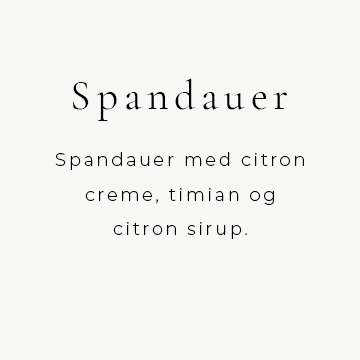 Spandauer
Spandauer med citron
creme, timian og
citron sirup.